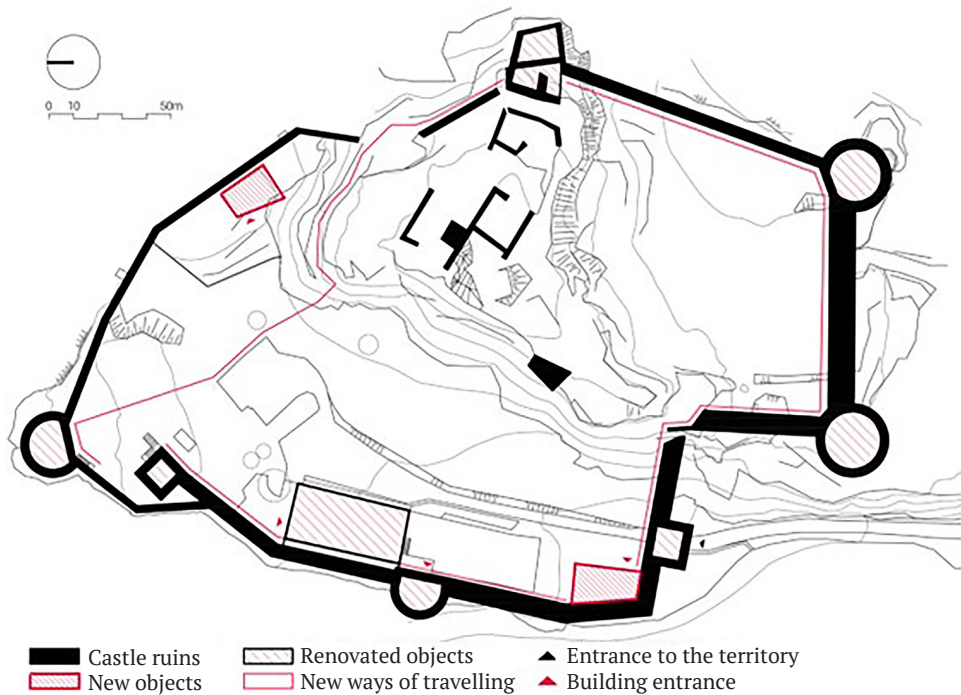 0 10 50m
Castle ruins
New objects
Renovated objects
New ways of travelling
Entrance to the territory
Building entrance